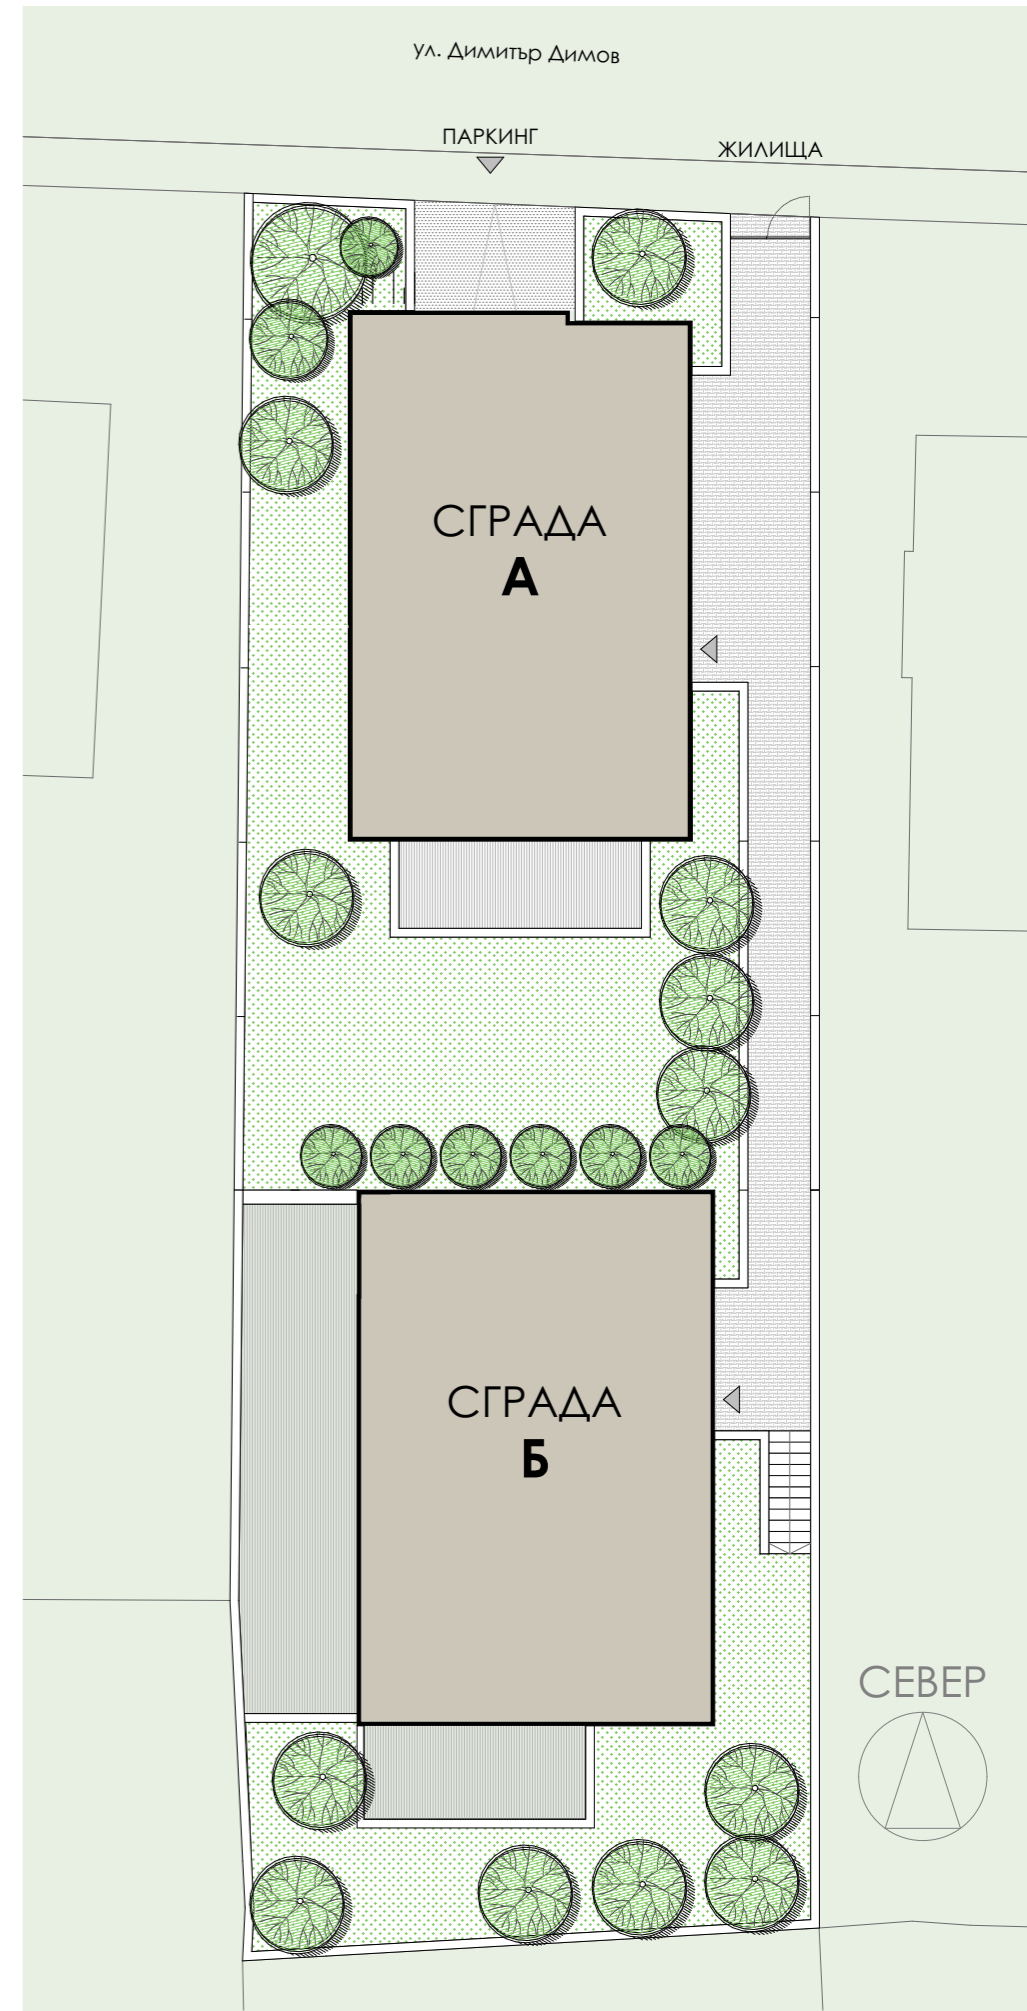 ул. Димитър Димов
ПАРКИНГ
ЖИЛИЩА
СГРАДА
А
СГРАДА
Б
СЕВЕР